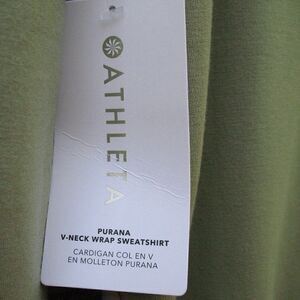 ATHLETA
PURANA
V-NECK WRAP SWEATSHIRT
CARDIGAN COL EN V
EN MOLLETON PURANA